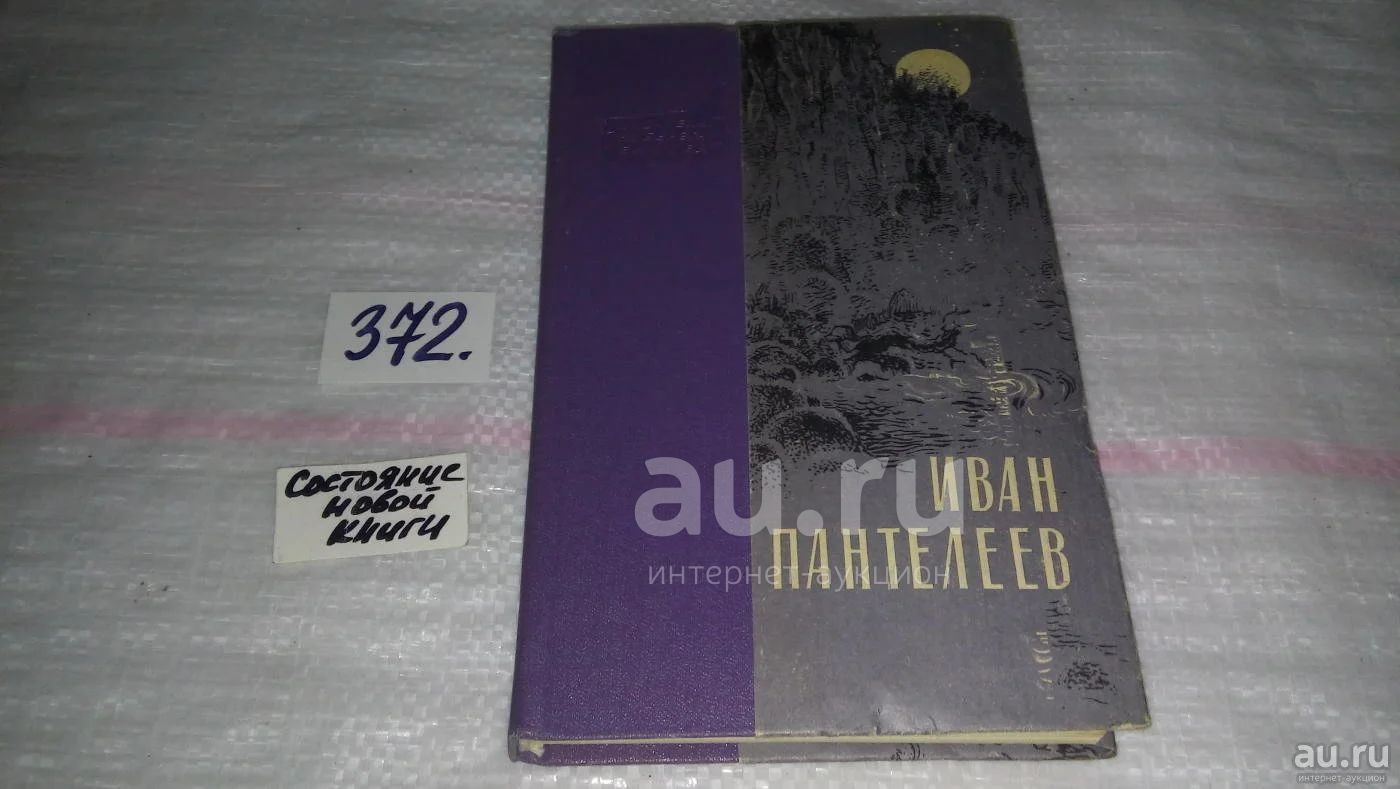 372.
Состояние
новой
книги
ИВАН
ПАНТЕЛЕЕВ
au.ru
интернет-аукцион
au.ru
интернет-аукцион